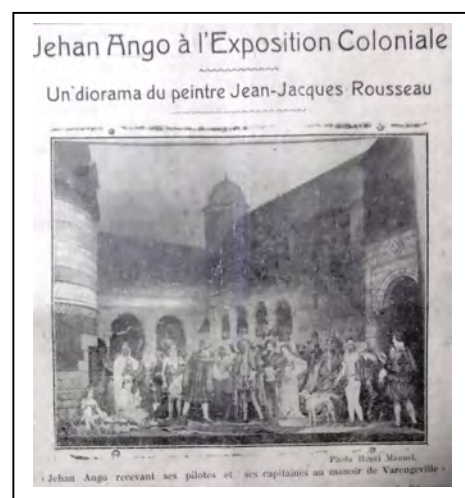 Jehan Ango à l'Exposition Coloniale
Un diorama du peintre Jean-Jacques Rousseau
Photo Henri Manuel.
« Jehan Ango recevant ses pilotes et ses capitaines au manoir de Varengeville »